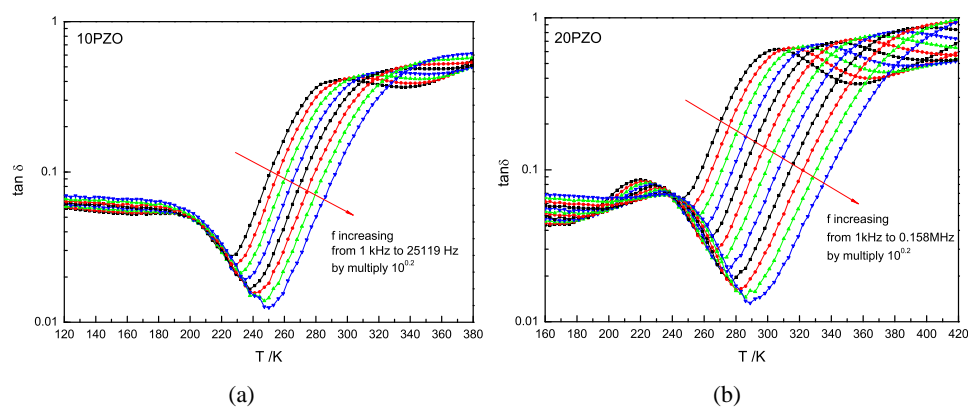 10PZO
1
0.1
0.01
tan δ
f increasing
from 1 kHz to 25119 Hz
by multiply 10^0.2
120 140 160 180 200 220 240 260 280 300 320 340 360 380
T /K
(a)
20PZO
1
0.1
0.01
tan δ
f increasing
from 1kHz to 0.158MHz
by multiply 10^0.2
160 180 200 220 240 260 280 300 320 340 360 380 400 420
T /K
(b)